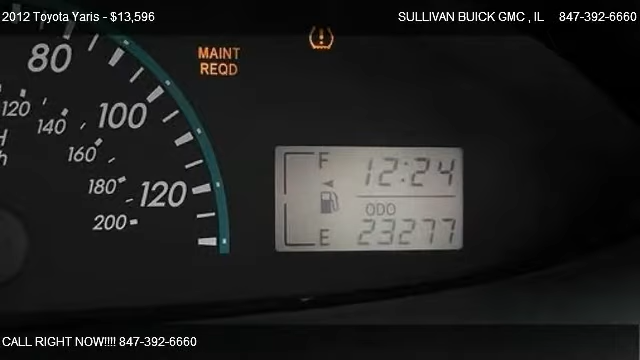 2012 Toyota Yaris - $13,596
SULLIVAN BUICK GMC , IL 847-392-6660
MAINT
REQD
80
100
120
120
140
160
180
200
F 12:24
ODO
E 23277
CALL RIGHT NOW!!!! 847-392-6660